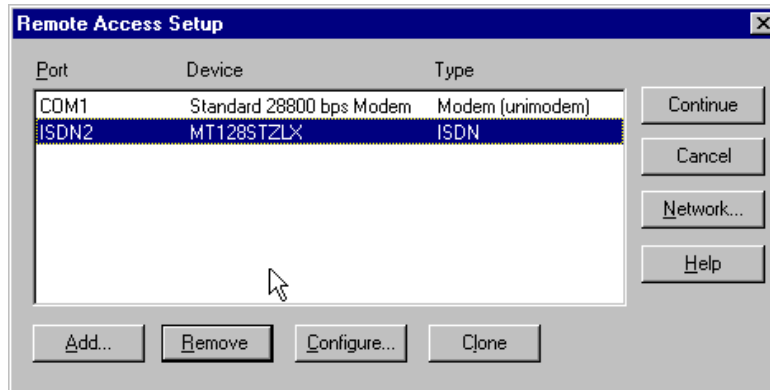 Remote Access Setup
Port Device Type
COM1 Standard 28800 bps Modem Modem (unimodem)
ISDN2 MT128STZLX ISDN
Continue
Cancel
Network...
Help
Add... Remove Configure... Clone